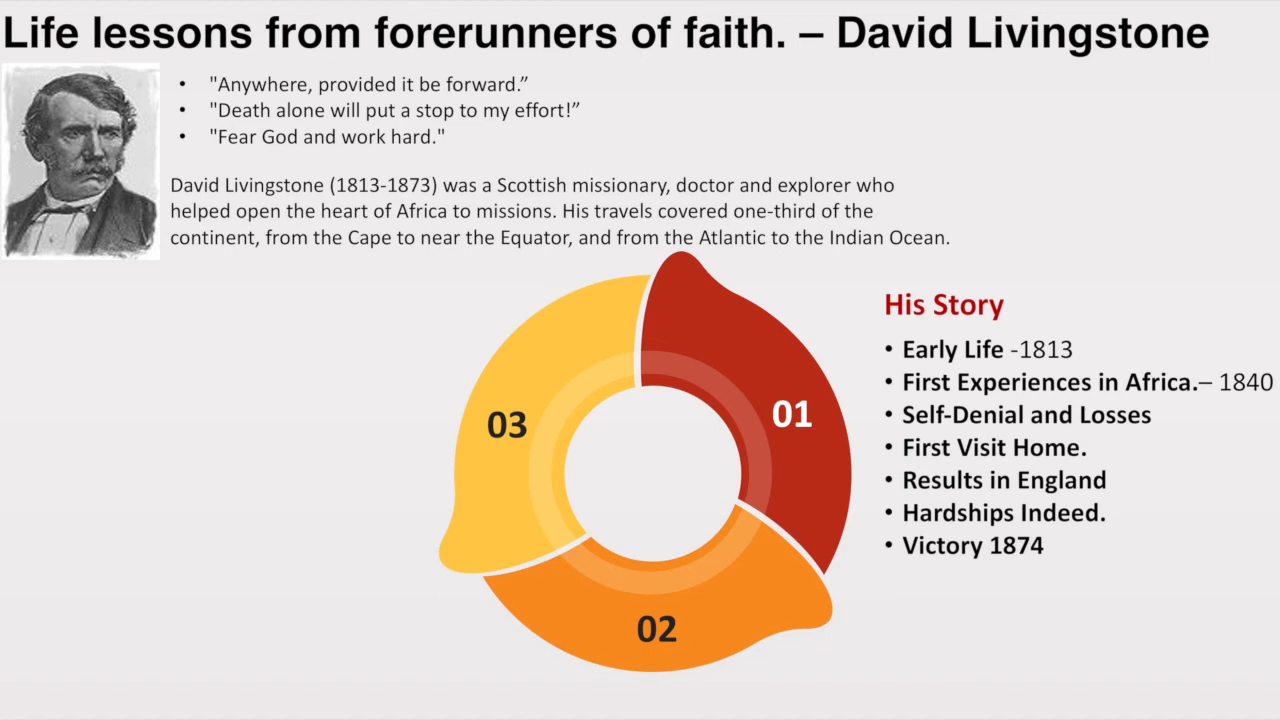 Life lessons from forerunners of faith. – David Livingstone
• "Anywhere, provided it be forward.”
• "Death alone will put a stop to my effort!”
• "Fear God and work hard."
David Livingstone (1813-1873) was a Scottish missionary, doctor and explorer who
helped open the heart of Africa to missions. His travels covered one-third of the
continent, from the Cape to near the Equator, and from the Atlantic to the Indian Ocean.
01
02
03
His Story
• Early Life -1813
• First Experiences in Africa.– 1840
• Self-Denial and Losses
• First Visit Home.
• Results in England
• Hardships Indeed.
• Victory 1874